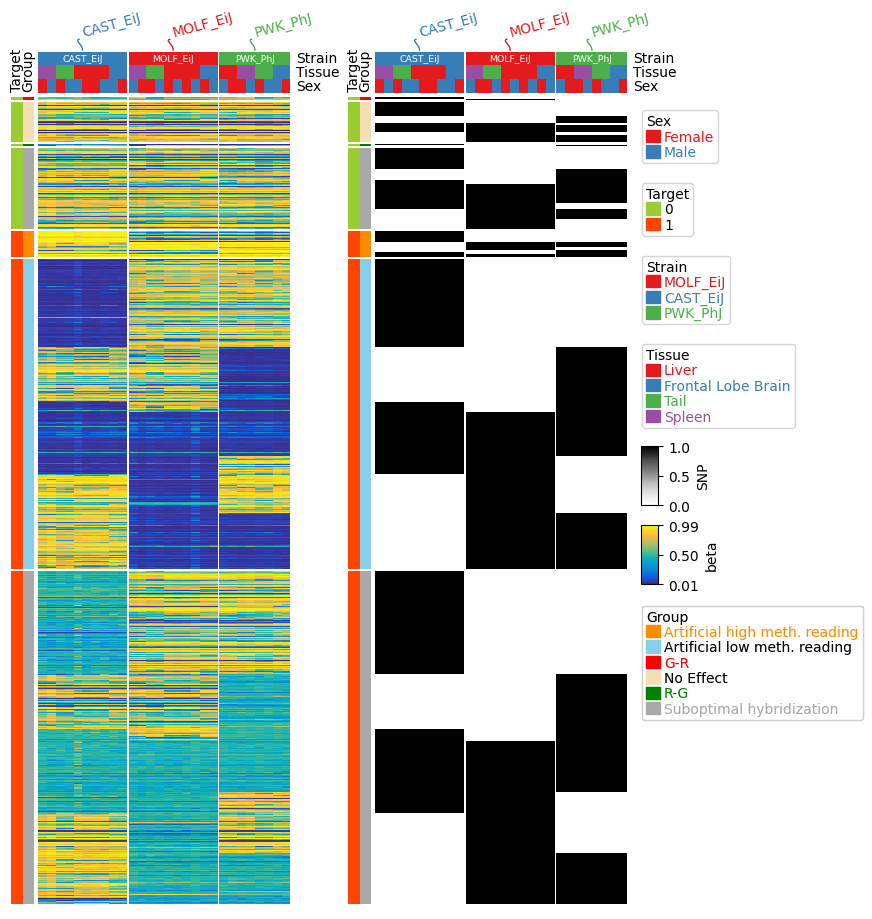 CAST_EiJ
MOLF_EiJ
PWK_PhJ
CAST_EiJ
MOLF_EiJ
PWK_PhJ
Target
Group
CAST_EiJ
MOLF_EiJ
PWK_PhJ
Strain
Tissue
Sex
Target
Group
CAST_EiJ
MOLF_EiJ
PWK_PhJ
Strain
Tissue
Sex
Sex
Female
Male
Target
0
1
Strain
MOLF_EiJ
CAST_EiJ
PWK_PhJ
Tissue
Liver
Frontal Lobe Brain
Tail
Spleen
1.0
0.5
0.0
SNP
0.99
0.50
0.01
beta
Group
Artificial high meth. reading
Artificial low meth. reading
G-R
No Effect
R-G
Suboptimal hybridization